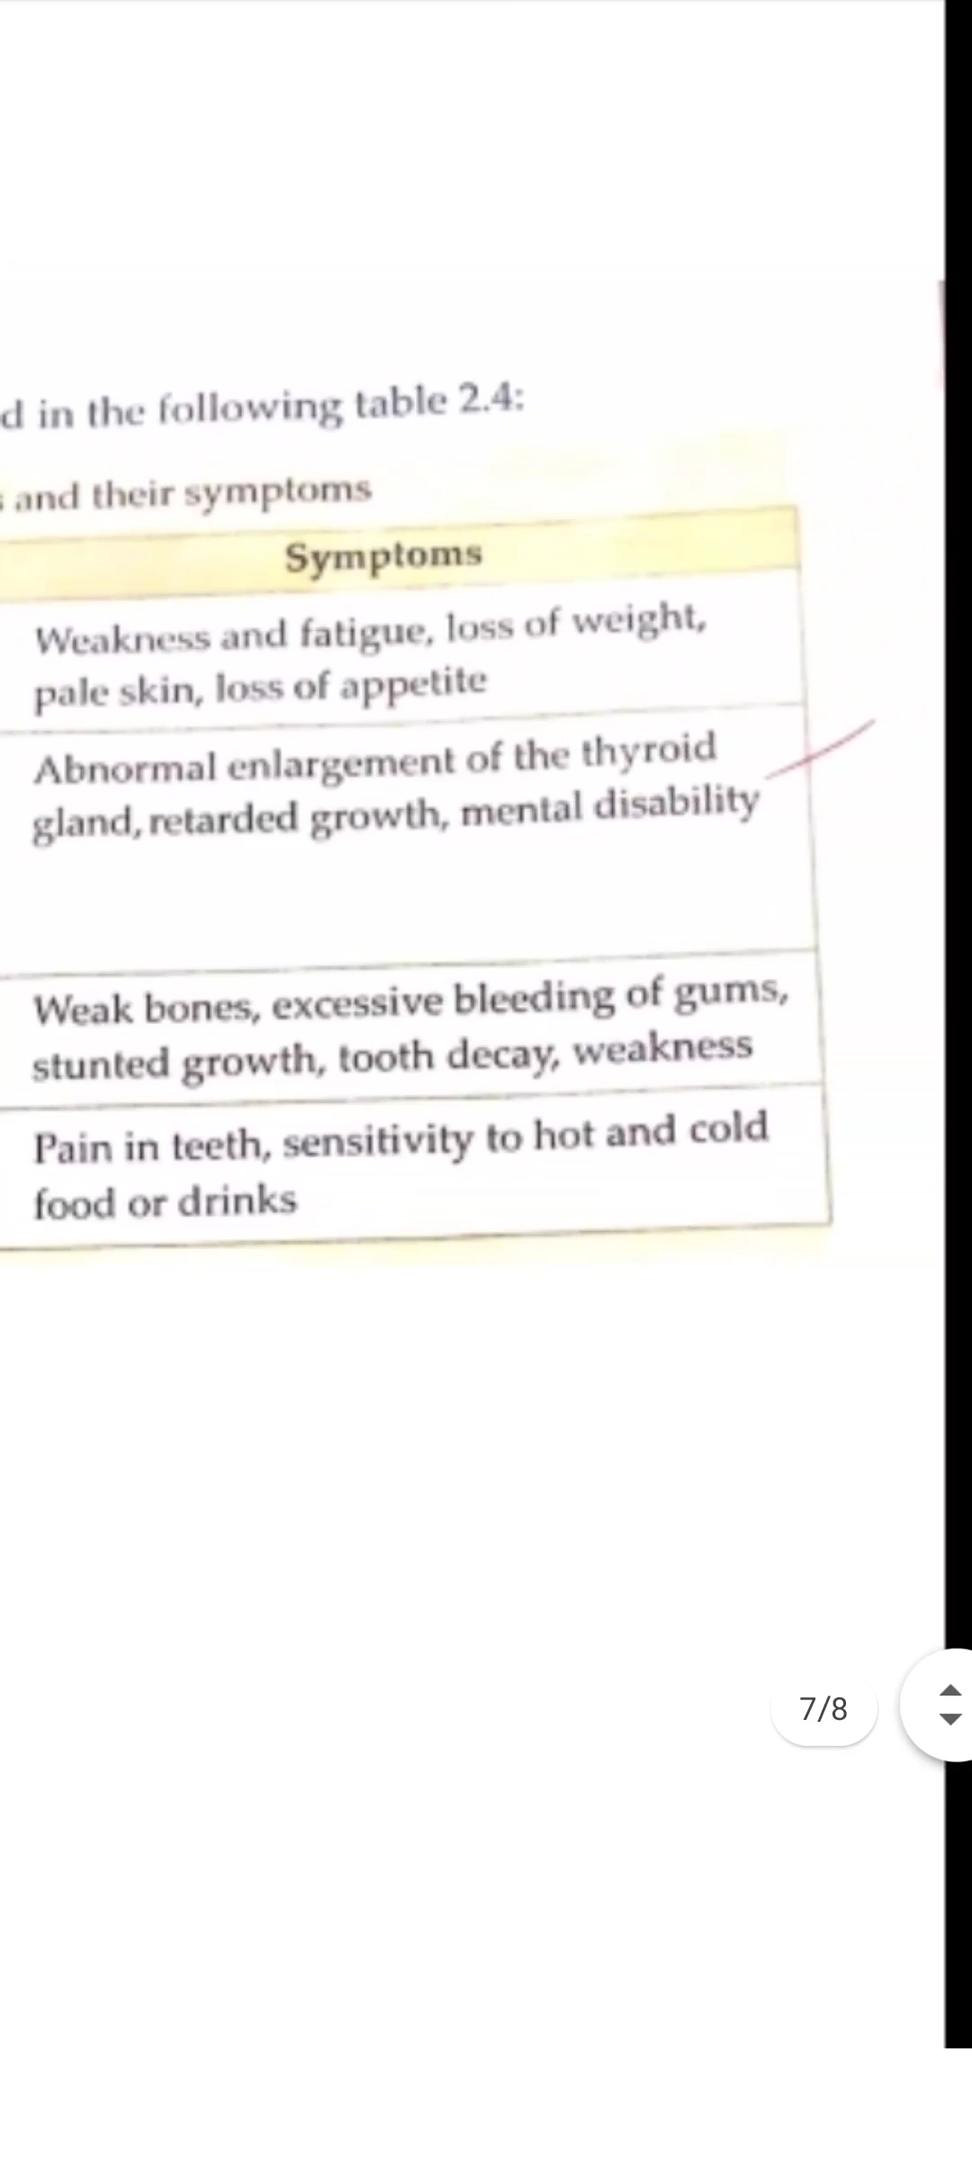 d in the following table 2.4:
and their symptoms
Symptoms
Weakness and fatigue, loss of weight,
pale skin, loss of appetite
Abnormal enlargement of the thyroid
gland, retarded growth, mental disability
Weak bones, excessive bleeding of gums,
stunted growth, tooth decay, weakness
Pain in teeth, sensitivity to hot and cold
food or drinks
7/8